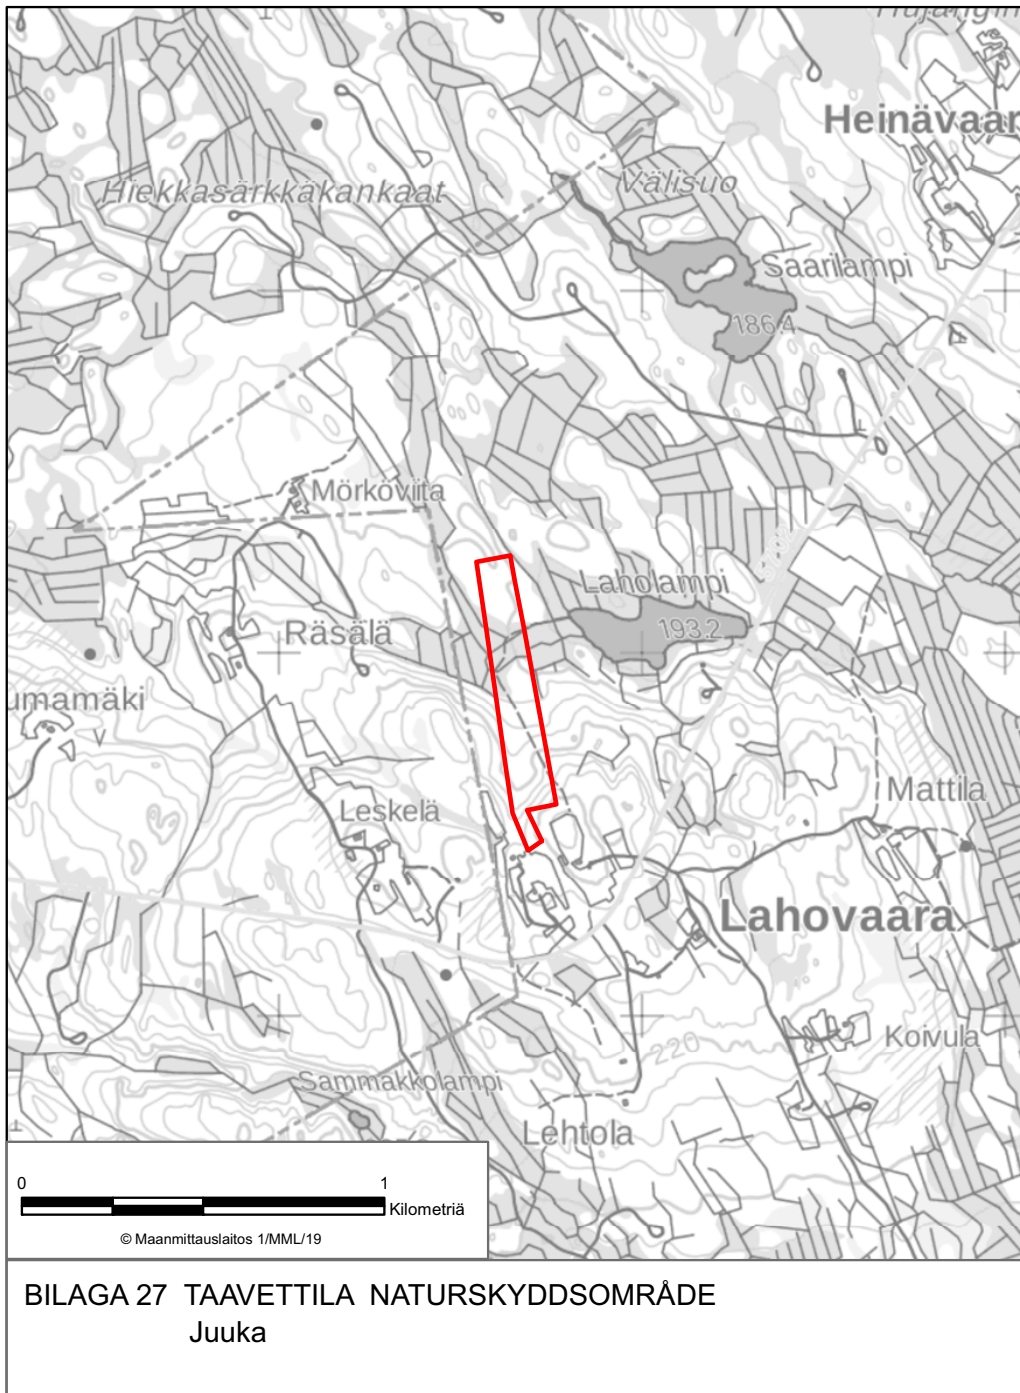 Heinävaar
Hiekkasärkkäkankaat
Välisuo
Saarilampi
186.4
Mörköviita
Laholampi
193.2
Räsälä
umamäki
Mattila
Leskelä
Lahovaara
Koivula
220
Sammakkolampi
Lehtola
0 1
Kilometriä
© Maanmittauslaitos 1/MML/19
BILAGA 27 TAAVETTILA NATURSKYDDSOMRÅDE
Juuka